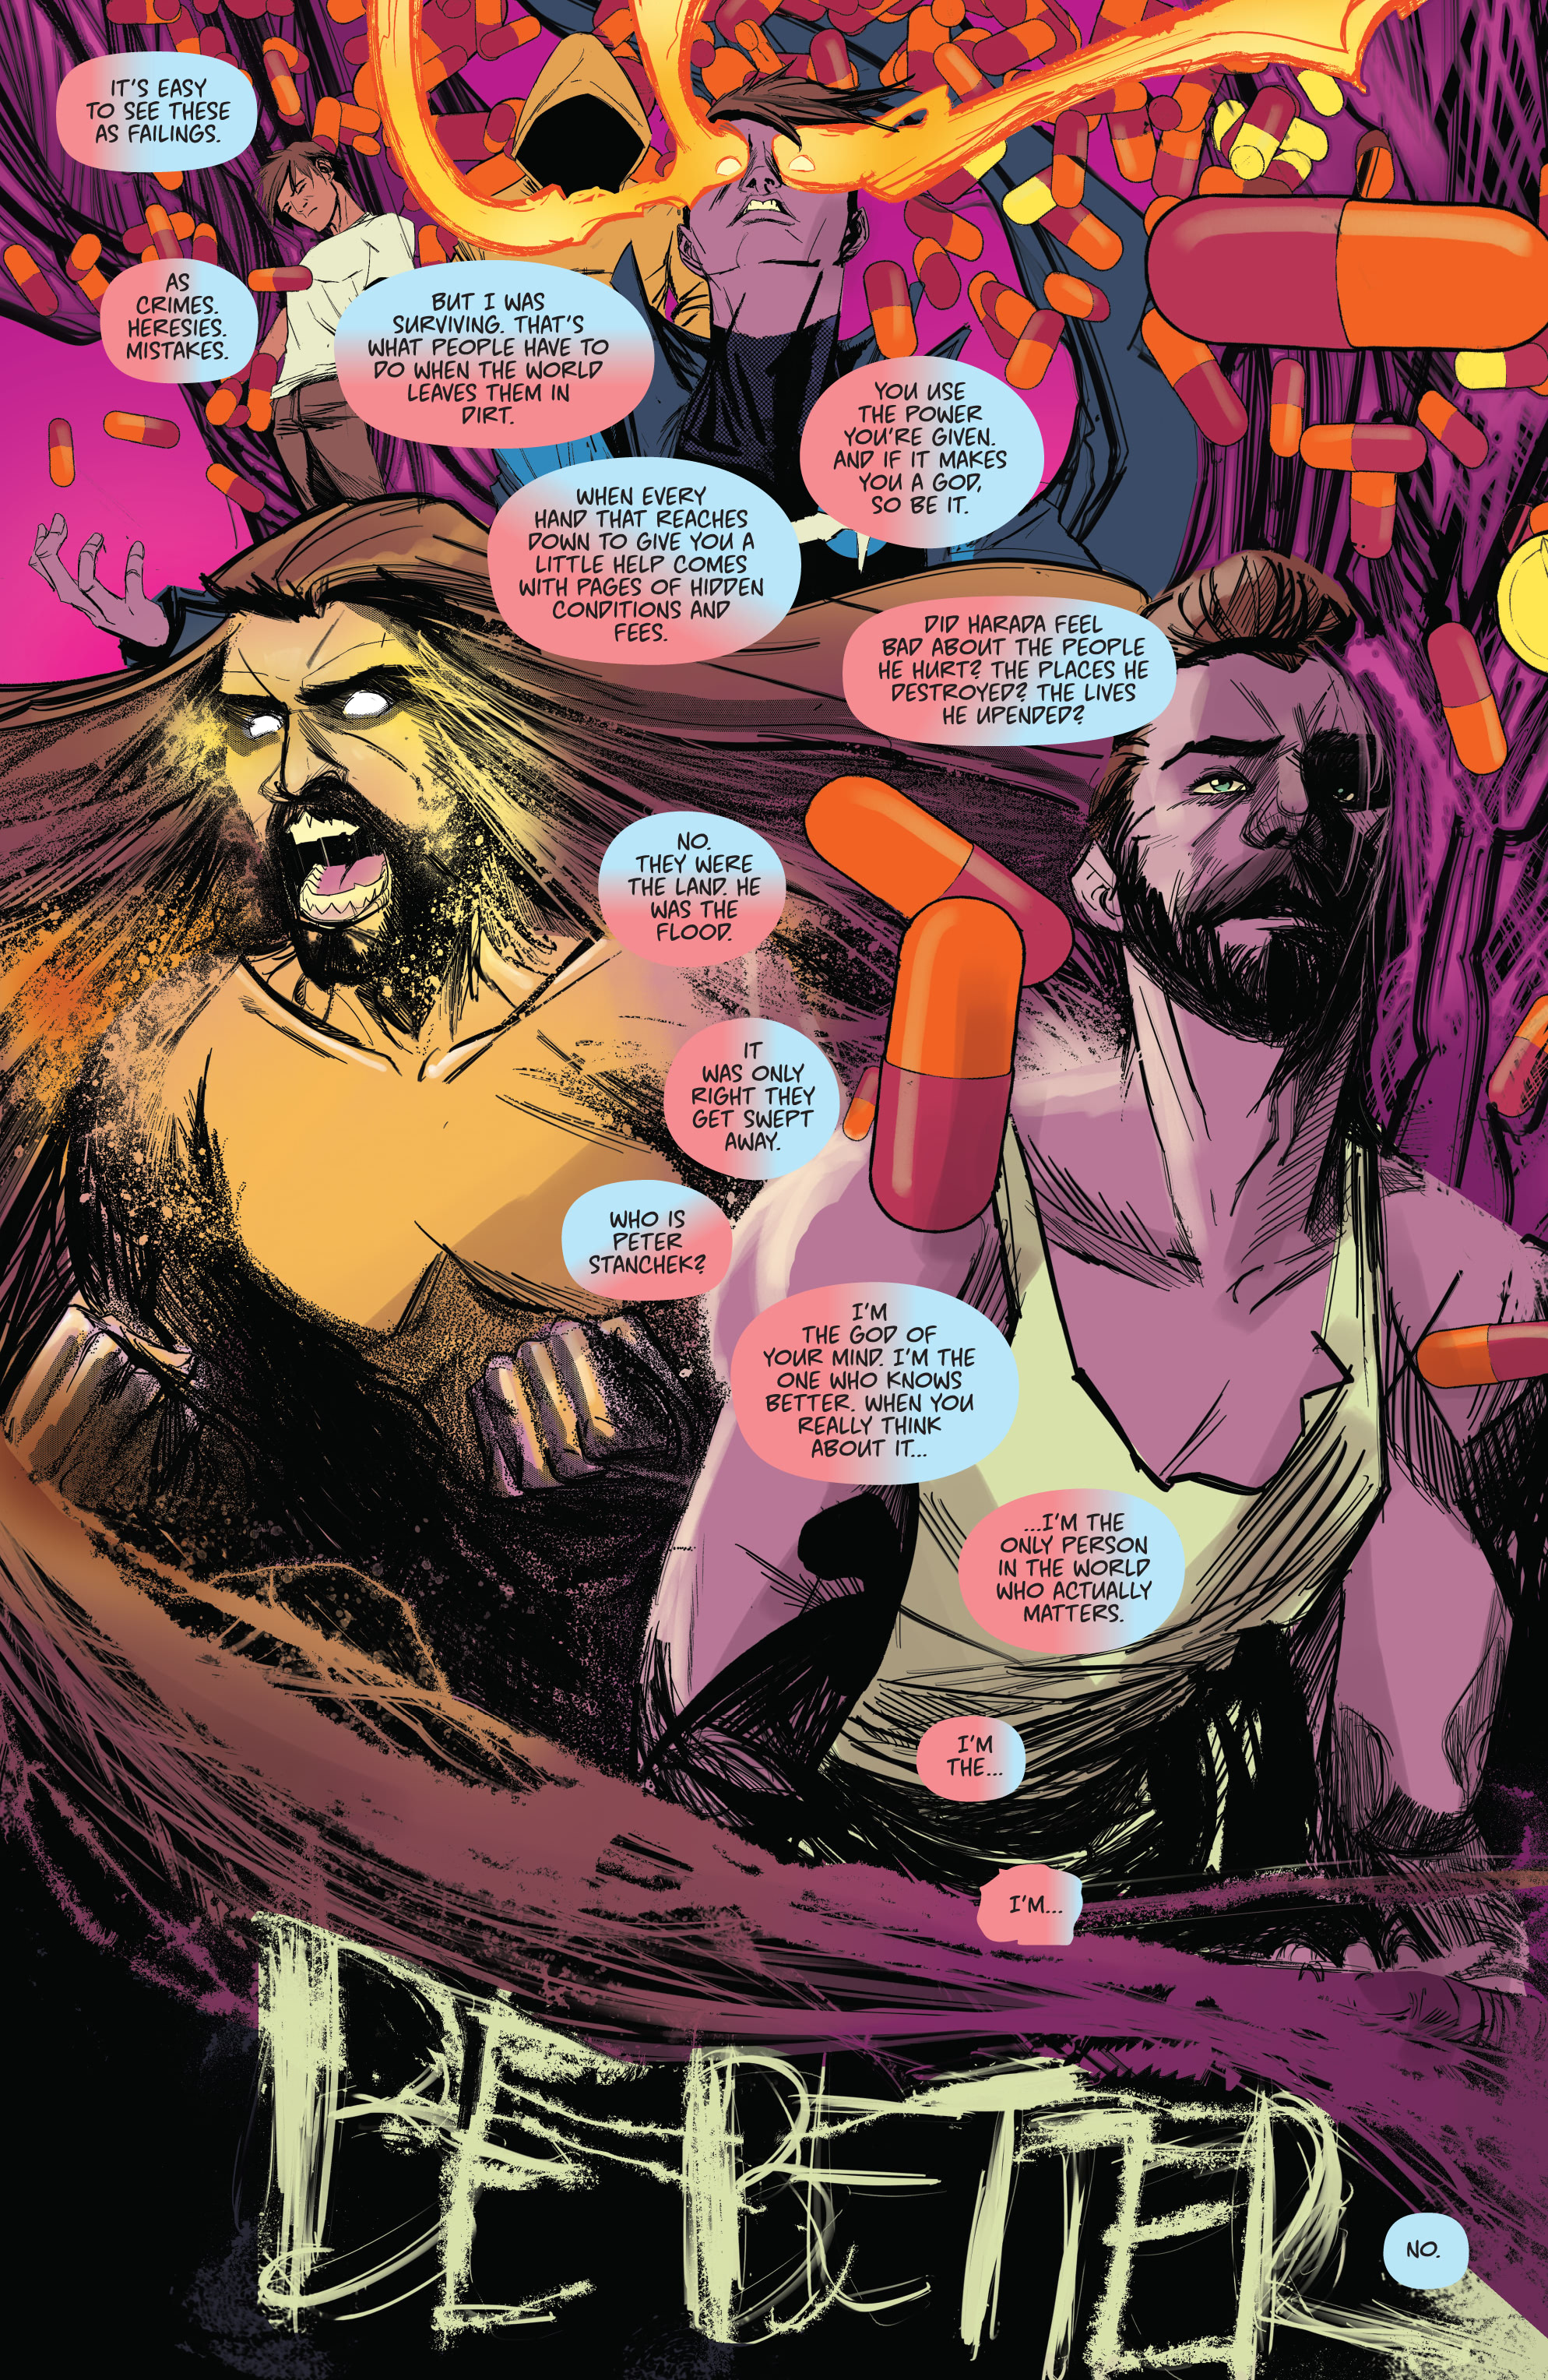 IT'S EASY
TO SEE THESE
AS FAILINGS.
AS
CRIMES.
HERESIES.
MISTAKES.
BUT I WAS
SURVIVING. THAT'S
WHAT PEOPLE HAVE TO
DO WHEN THE WORLD
LEAVES THEM IN
DIRT.
WHEN EVERY
HAND THAT REACHES
DOWN TO GIVE YOU A
LITTLE HELP COMES
WITH PAGES OF HIDDEN
CONDITIONS AND
FEES.
YOU USE
THE POWER
YOU'RE GIVEN.
AND IF IT MAKES
YOU A GOD,
SO BE IT.
DID HARADA FEEL
BAD ABOUT THE PEOPLE
HE HURT? THE PLACES HE
DESTROYED? THE LIVES
HE UPENDED?
NO.
THEY WERE
THE LAND. HE
WAS THE
FLOOD.
IT
WAS ONLY
RIGHT THEY
GET SWEPT
AWAY.
WHO IS
PETER
STANCHEK?
I'M
THE GOD OF
YOUR MIND. I'M THE
ONE WHO KNOWS
BETTER. WHEN YOU
REALLY THINK
ABOUT IT...
...I'M THE
ONLY PERSON
IN THE WORLD
WHO ACTUALLY
MATTERS.
I'M
THE...
I'M...
BE BETTER
NO.